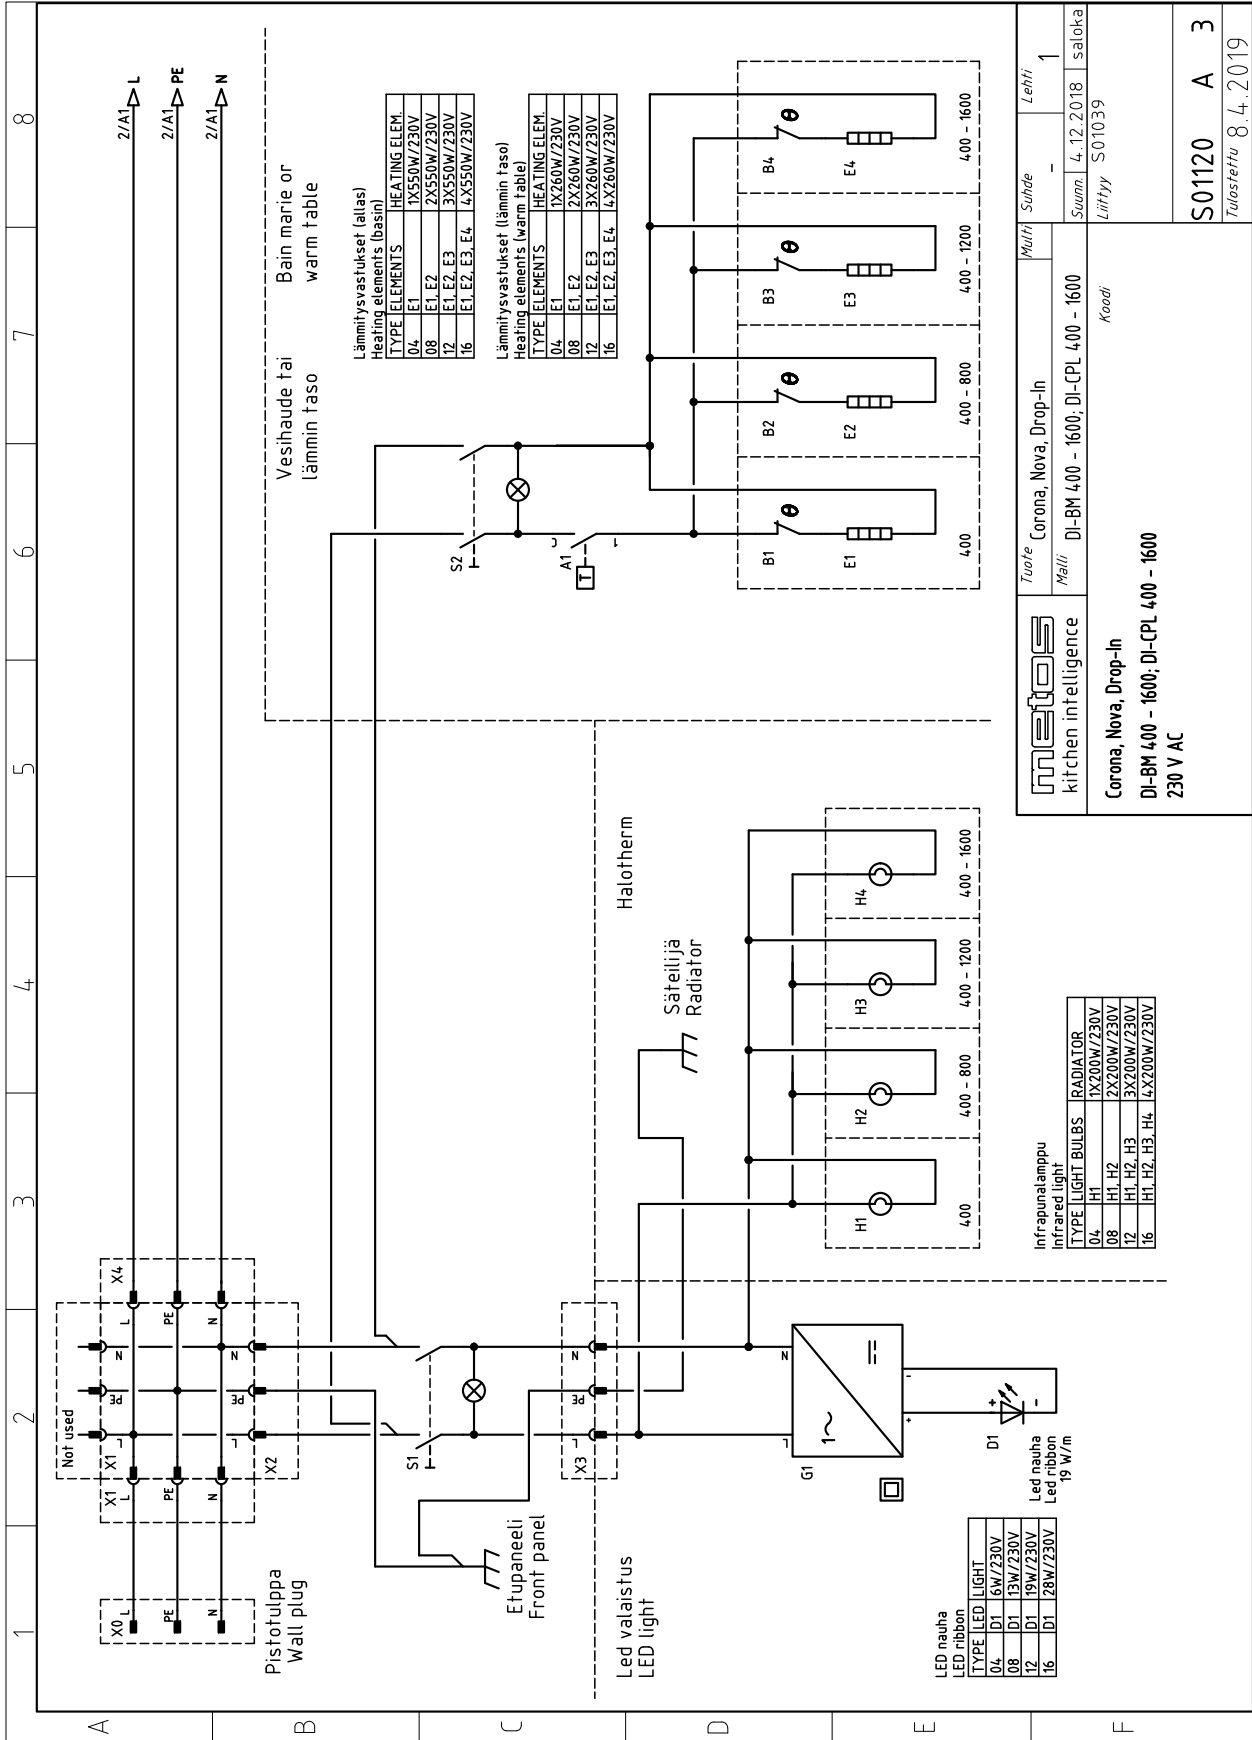 1 2 3 4 5 6 7 8
A
B
C
D
E
F
X0
L
PE
N
Pistotulppa
Wall plug
Not used
X1
X1
L
PE
N
L
PE
N
X4
L
PE
N
L
PE
N
X2
2/A1 L
2/A1 PE
2/A1 N
Vesihaude tai
lämmin taso
Bain marie or
warm table
Lämmitysvastukset (allas)
Heating elements (basin)
TYPE ELEMENTS HEATING ELEM.
04 E1 1X550W/230V
08 E1, E2 2X550W/230V
12 E1, E2, E3 3X550W/230V
16 E1, E2, E3, E4 4X550W/230V
Lämmitysvastukset (lämmin taso)
Heating elements (warm table)
TYPE ELEMENTS HEATING ELEM.
04 E1 1X260W/230V
08 E1, E2 2X260W/230V
12 E1, E2, E3 3X260W/230V
16 E1, E2, E3, E4 4X260W/230V
S1
S2
A1
T
C
1
B1 θ
E1
400
B2 θ
E2
400 - 800
B3 θ
E3
400 - 1200
B4 θ
E4
400 - 1600
Etupaneeli
Front panel
X3
L
PE
N
Led valaistus
LED light
Halotherm
Säteilijä
Radiator
H1
400
H2
400 - 800
H3
400 - 1200
H4
400 - 1600
G1
L
N
1~
+
-
D1
+
-
Led nauha
Led ribbon
19 W/m
LED nauha
LED ribbon
TYPE LED LIGHT
04 D1 6W/230V
08 D1 13W/230V
12 D1 19W/230V
16 D1 28W/230V
Infrapunalamppu
Infrared light
TYPE LIGHT BULBS RADIATOR
04 H1 1X200W/230V
08 H1, H2 2X200W/230V
12 H1, H2, H3 3X200W/230V
16 H1, H2, H3, H4 4X200W/230V
metos
kitchen intelligence
Tuote Corona, Nova, Drop-In
Malli DI-BM 400 - 1600; DI-CPL 400 - 1600
Multi
Suhde
-
Lehti
1
Suunn. 4.12.2018 saloka
Liittyy S01039
Corona, Nova, Drop-In
DI-BM 400 - 1600; DI-CPL 400 - 1600
230 V AC
Koodi
S01120 A 3
Tulostettu 8.4.2019